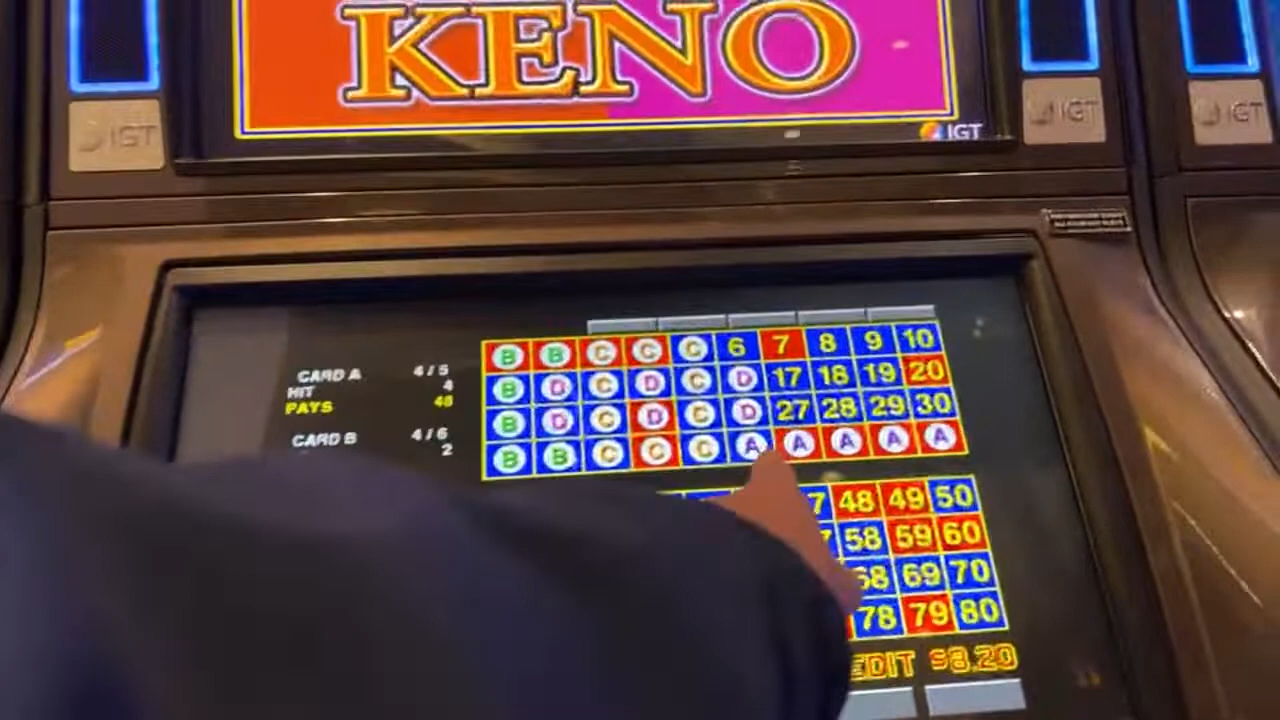 KENO
IGT
IGT
IGT
IGT
CARD A 4/5
HIT 4
PAYS 48
CARD B 4/6
2
B B C C C 6 7 8 9 10
B D C D C D 17 18 19 20
B D C D C D 27 28 29 30
B B C C C A A A A A
7 48 49 50
58 59 60
68 69 70
78 79 80
EDIT $8.20